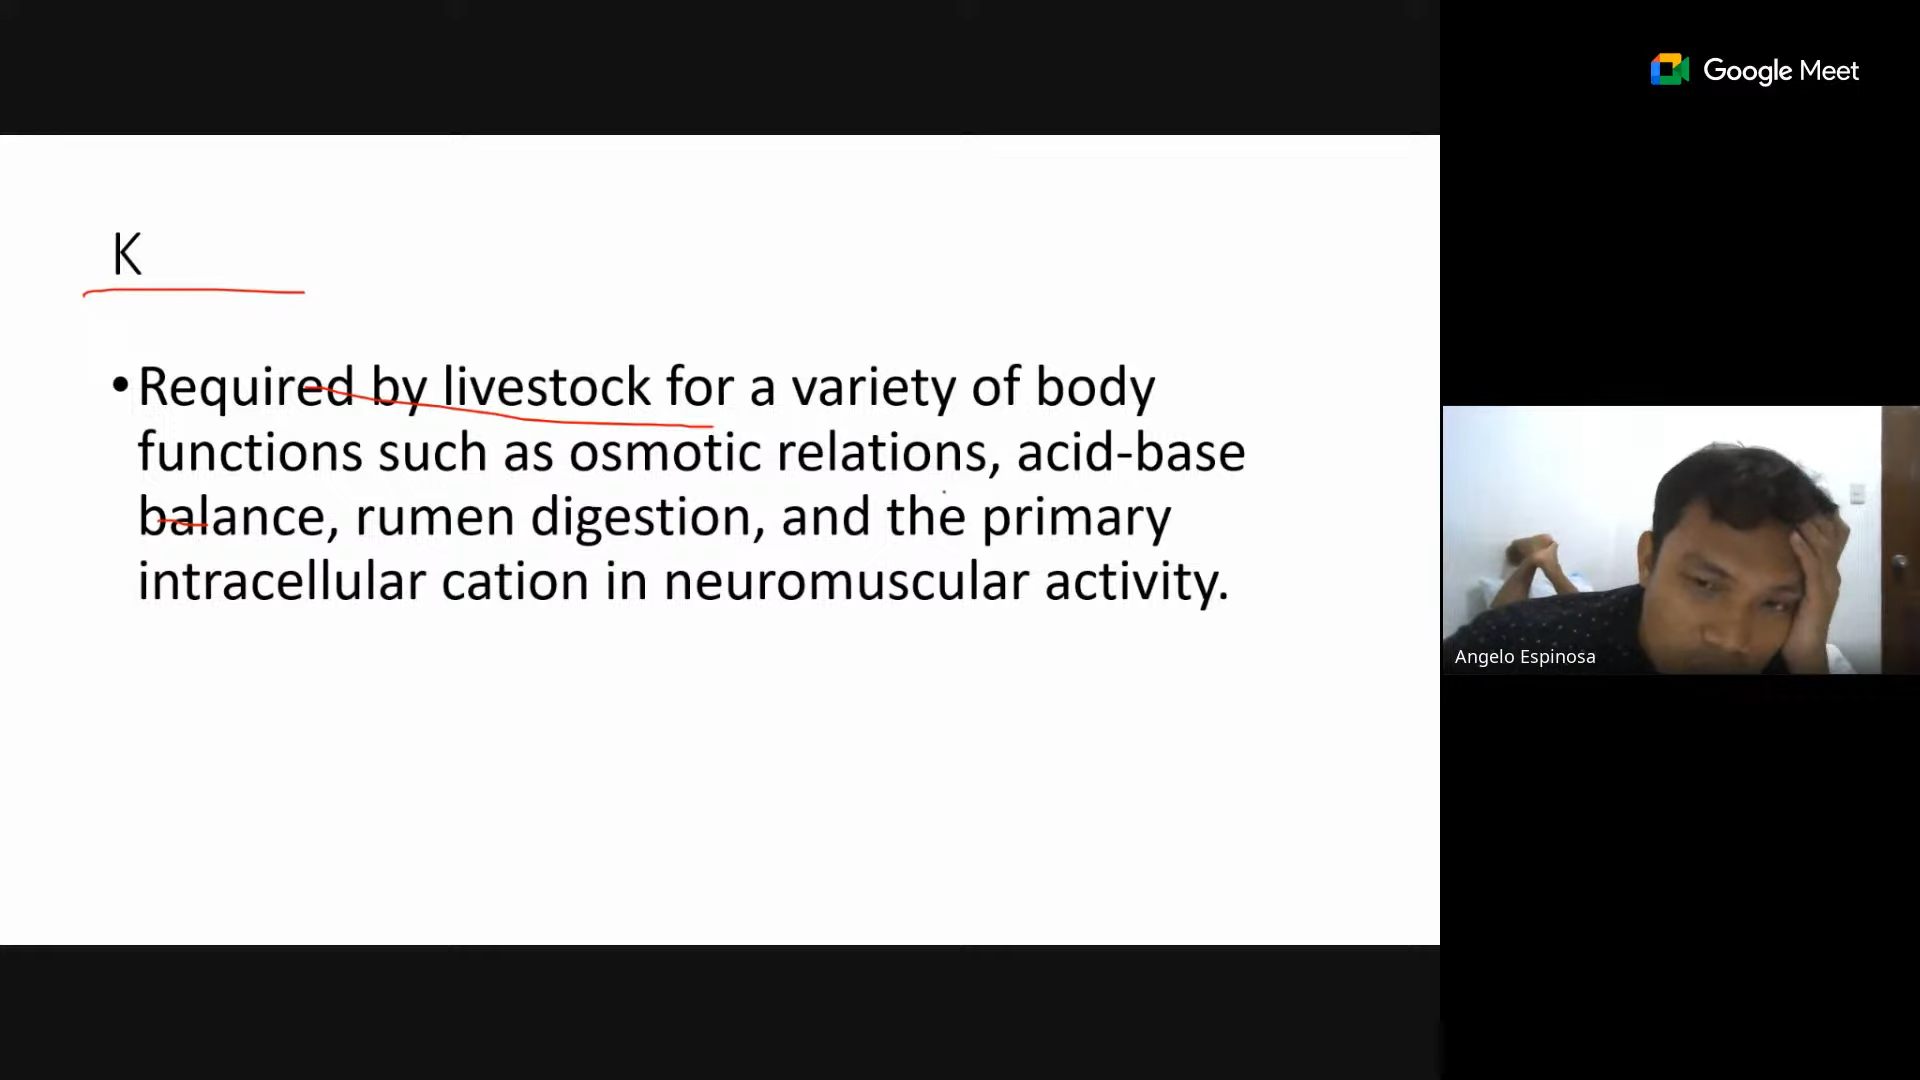 Google Meet
K
•Required by livestock for a variety of body
functions such as osmotic relations, acid-base
balance, rumen digestion, and the primary
intracellular cation in neuromuscular activity.
Angelo Espinosa